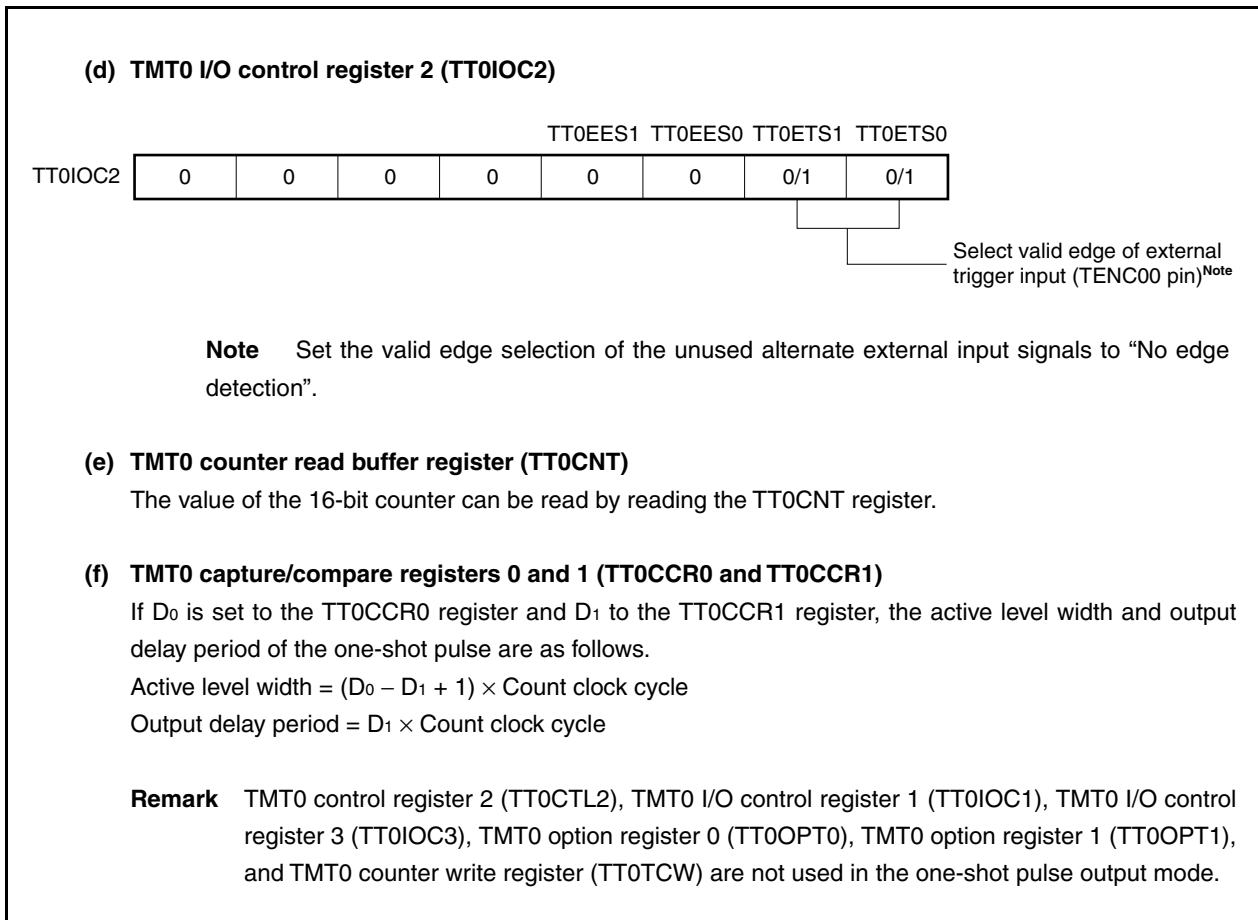 (d) TMT0 I/O control register 2 (TT0IOC2)
TT0EES1 TT0EES0 TT0ETS1 TT0ETS0
TT0IOC2 0 0 0 0 0 0 0/1 0/1
Select valid edge of external
trigger input (TENC00 pin)Note
Note Set the valid edge selection of the unused alternate external input signals to “No edge
detection”.
(e) TMT0 counter read buffer register (TT0CNT)
The value of the 16-bit counter can be read by reading the TT0CNT register.
(f) TMT0 capture/compare registers 0 and 1 (TT0CCR0 and TT0CCR1)
If D0 is set to the TT0CCR0 register and D1 to the TT0CCR1 register, the active level width and output
delay period of the one-shot pulse are as follows.
Active level width = (D0 − D1 + 1) × Count clock cycle
Output delay period = D1 × Count clock cycle
Remark TMT0 control register 2 (TT0CTL2), TMT0 I/O control register 1 (TT0IOC1), TMT0 I/O control
register 3 (TT0IOC3), TMT0 option register 0 (TT0OPT0), TMT0 option register 1 (TT0OPT1),
and TMT0 counter write register (TT0TCW) are not used in the one-shot pulse output mode.